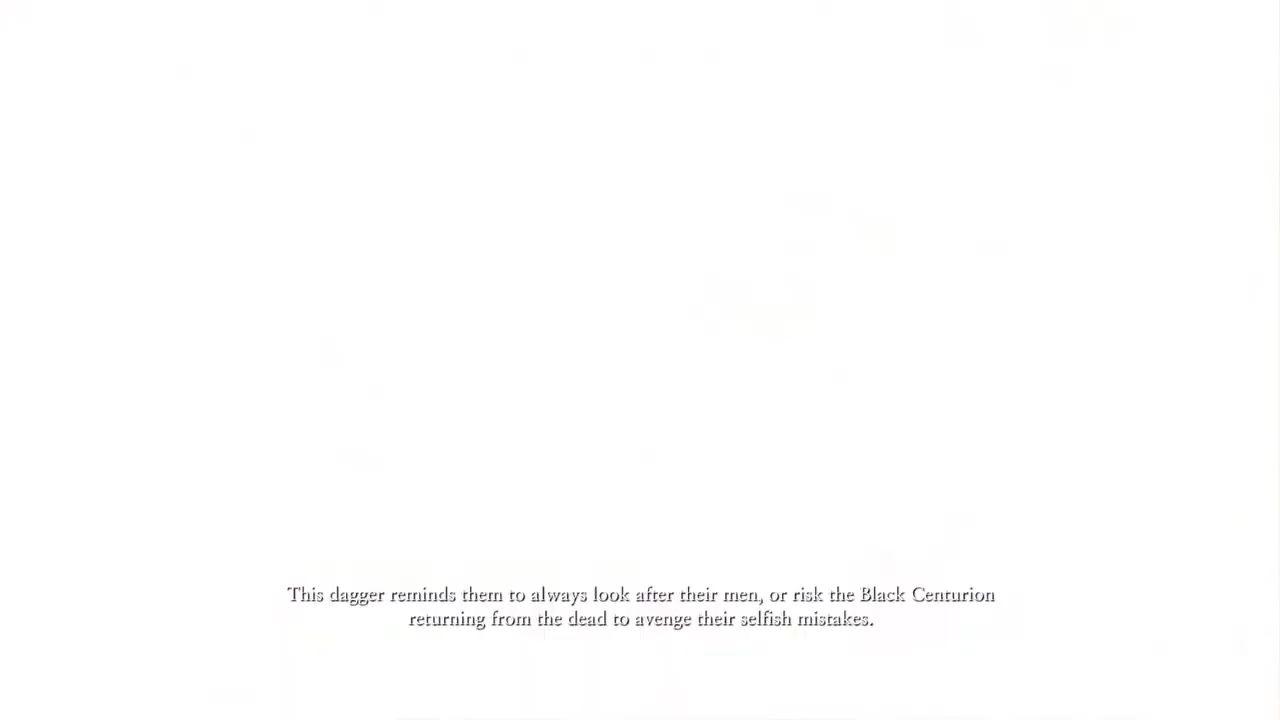 This dagger reminds them to always look after their men, or risk the Black Centurion
returning from the dead to avenge their selfish mistakes.